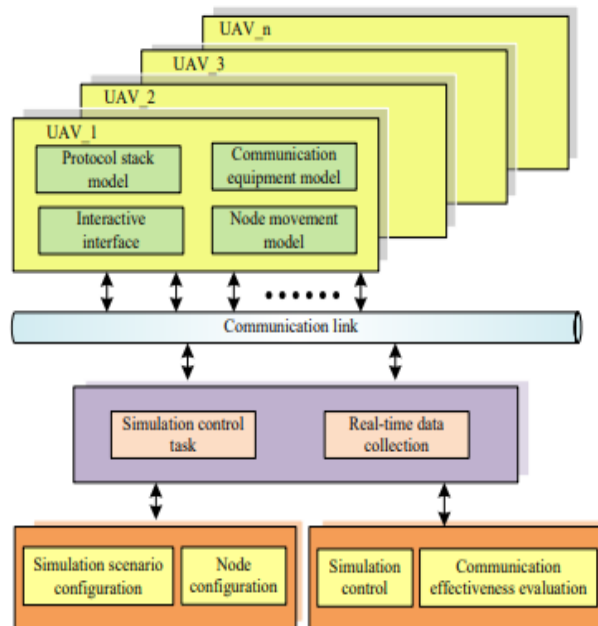 UAV_n
UAV_3
UAV_2
UAV_1
Protocol stack
model
Communication
equipment model
Interactive
interface
Node movement
model
Communication link
Simulation control
task
Real-time data
collection
Simulation scenario
configuration
Node
configuration
Simulation
control
Communication
effectiveness evaluation